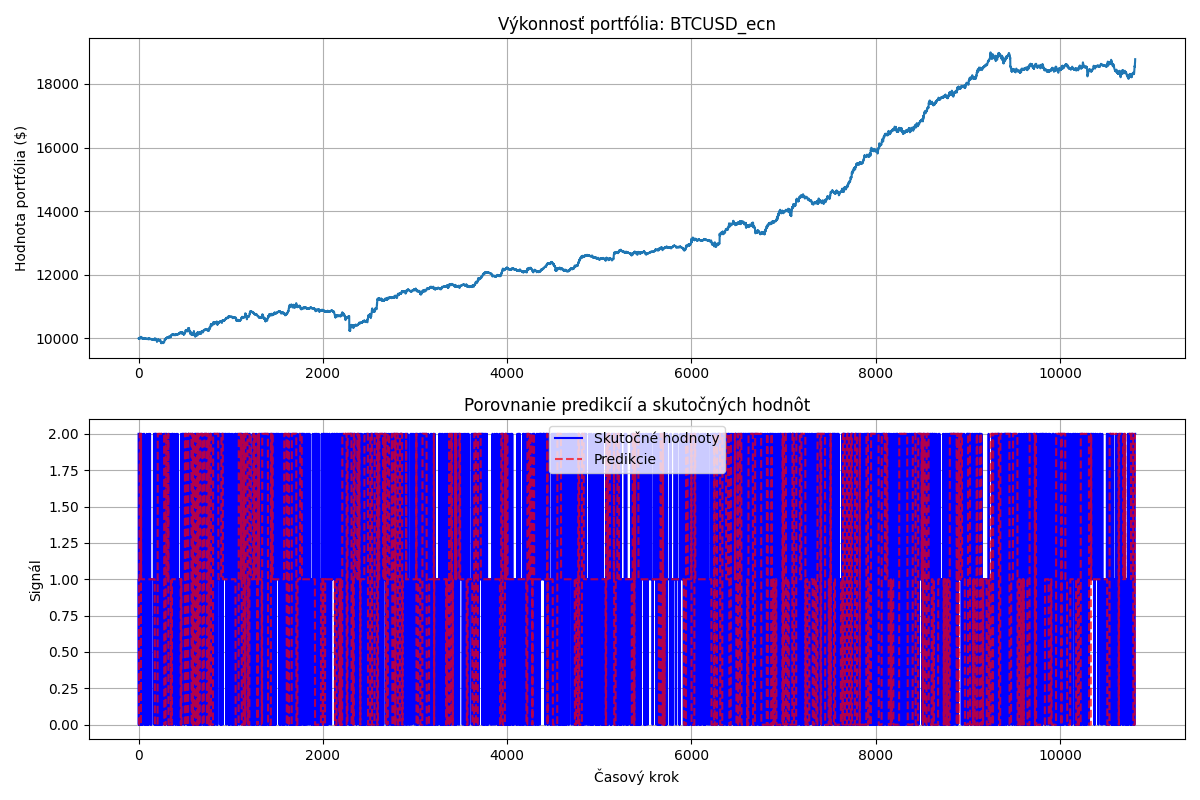 Výkonnosť portfólia: BTCUSD_ecn
Hodnota portfólia ($)
18000
16000
14000
12000
10000
0 2000 4000 6000 8000 10000
Porovnanie predikcií a skutočných hodnôt
Skutočné hodnoty
Predikcie
Signál
2.00
1.75
1.50
1.25
1.00
0.75
0.50
0.25
0.00
0 2000 4000 6000 8000 10000
Časový krok